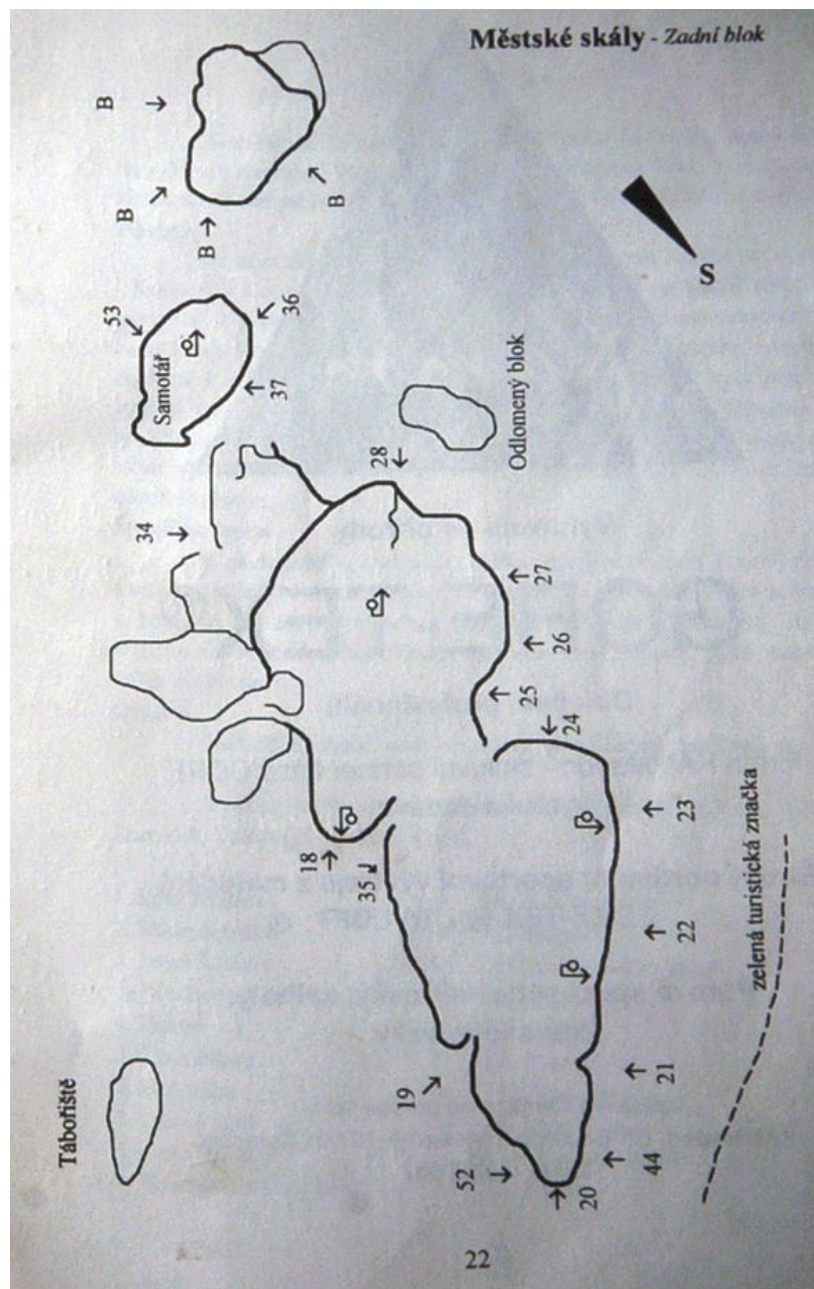 Městské skály - Zadní blok
B
B
B
B
S
53
36
Samotář
37
Odlomený blok
28
34
27
26
25
24
23
18
35
22
zelená turistická značka
21
19
Tábořiště
52
44
20
22